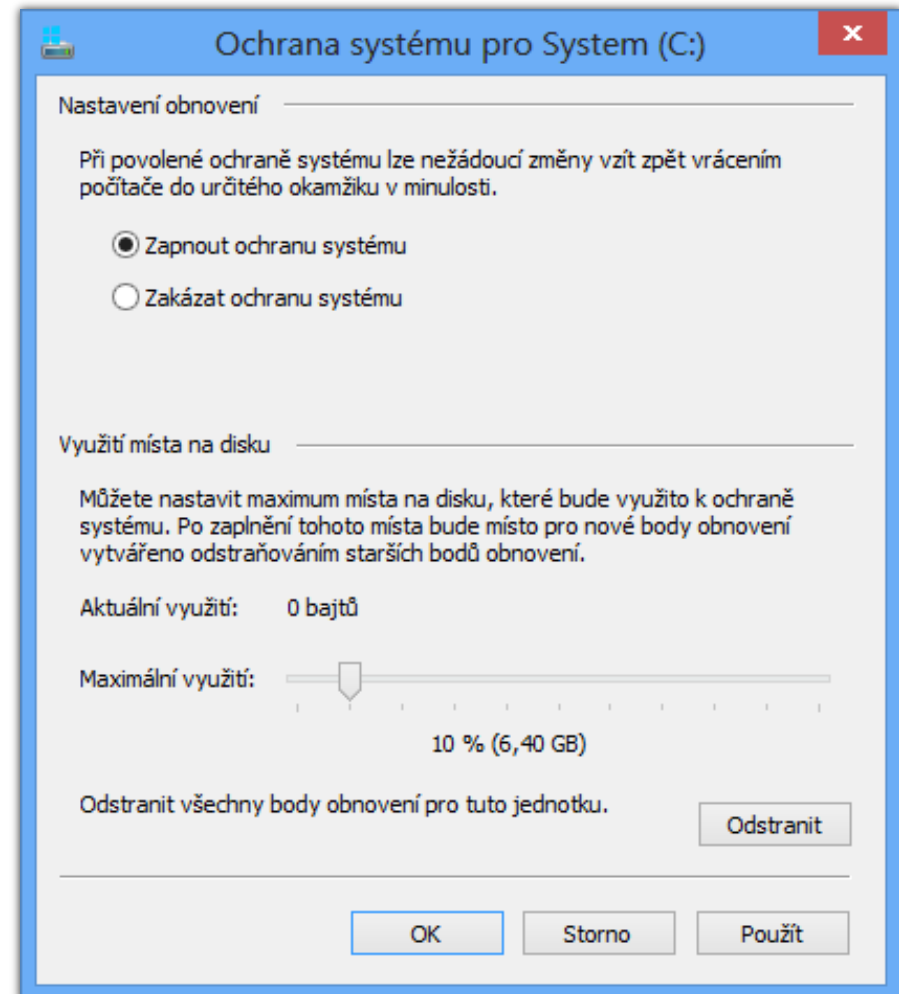 Ochrana systému pro System (C:)
Nastavení obnovení
Při povolené ochraně systému lze nežádoucí změny vzít zpět vrácením
počítače do určitého okamžiku v minulosti.
Zapnout ochranu systému
Zakázat ochranu systému
Využití místa na disku
Můžete nastavit maximum místa na disku, které bude využito k ochraně
systému. Po zaplnění tohoto místa bude místo pro nové body obnovení
vytvářeno odstraňováním starších bodů obnovení.
Aktuální využití: 0 bajtů
Maximální využití:
10 % (6,40 GB)
Odstranit všechny body obnovení pro tuto jednotku.
Odstranit
OK Storno Použít